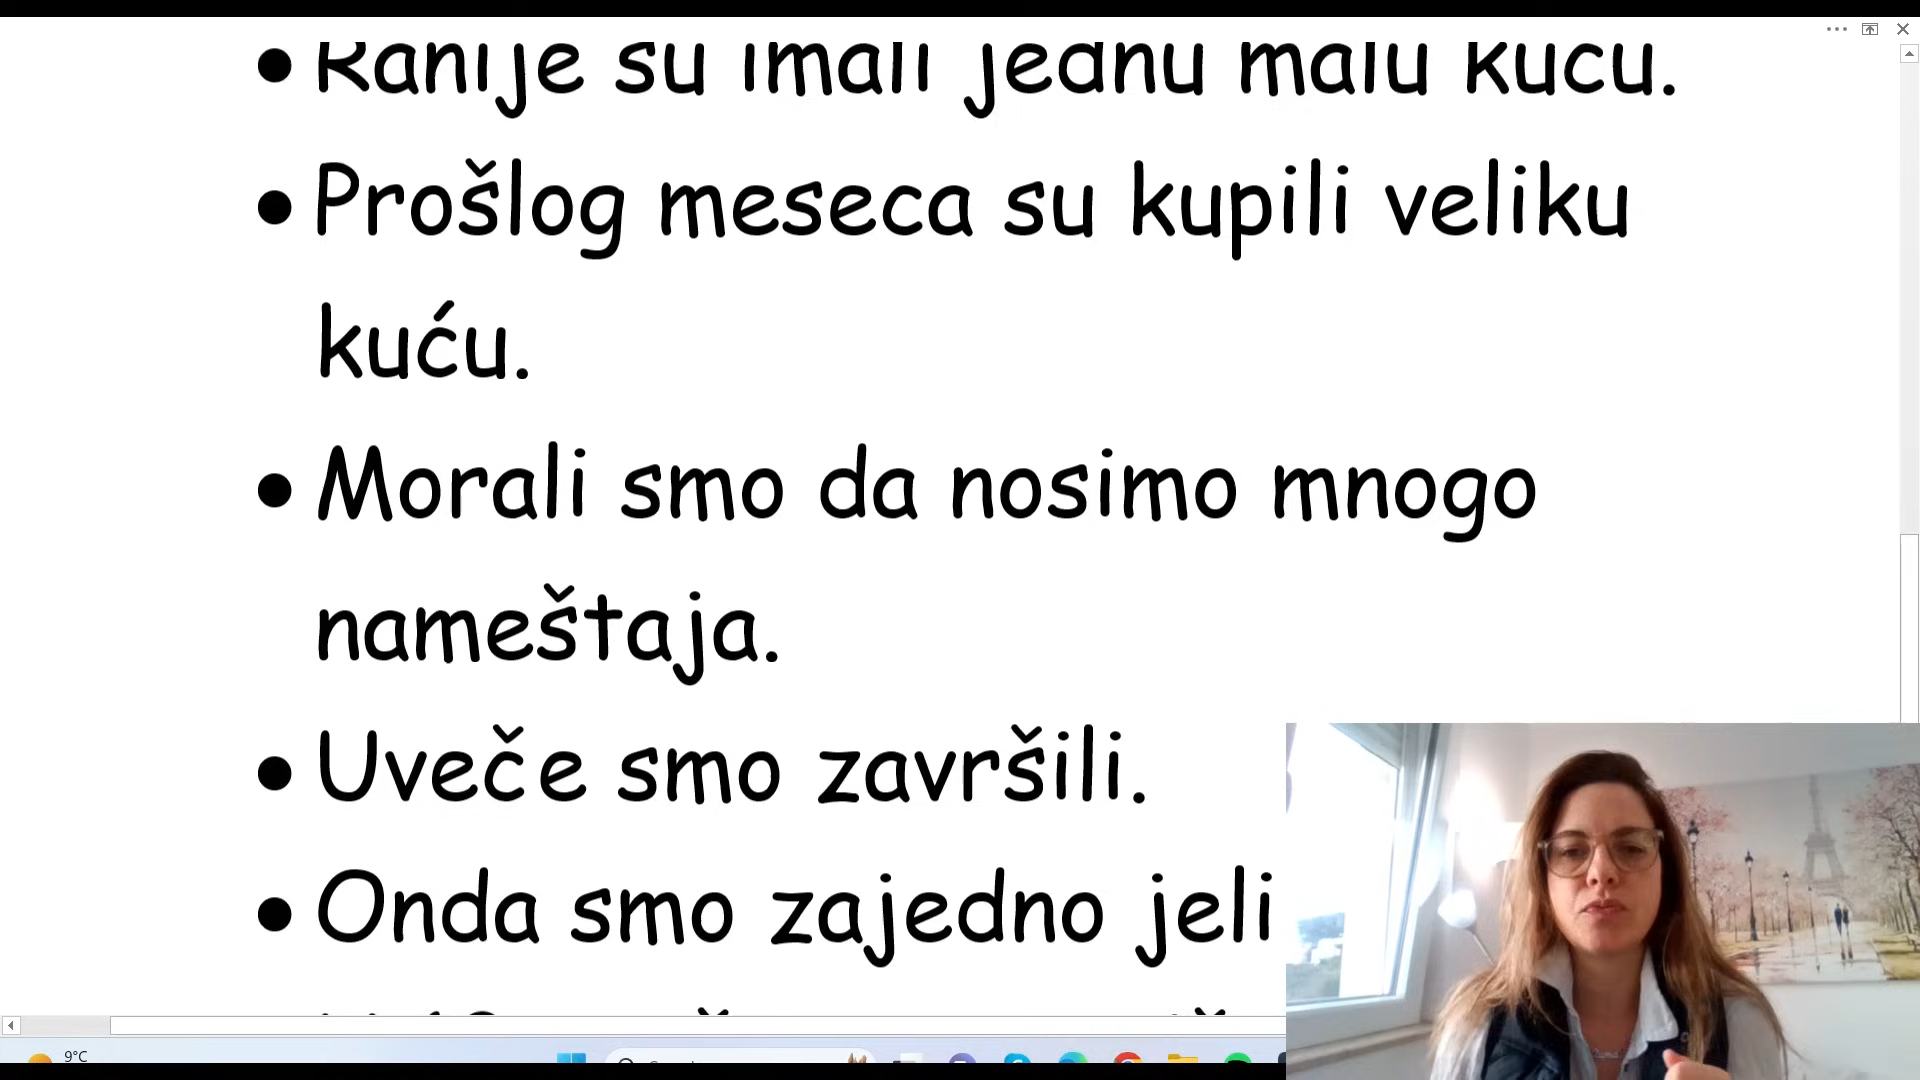 • Ranije su imali jednu malu kuću.
• Prošlog meseca su kupili veliku
kuću.
• Morali smo da nosimo mnogo
nameštaja.
• Uveče smo završili.
• Onda smo zajedno jeli
9°C